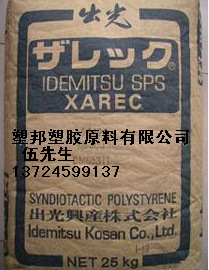 出光
ザレック®
IDEMITSU SPS
XAREC
塑邦塑胶原料有限公司
伍先生
13724599137
SYNDIOTACTIC POLYSTYRENE
出光興産株式会社
Idemitsu Kosan Co., Ltd.
NET 25 kg